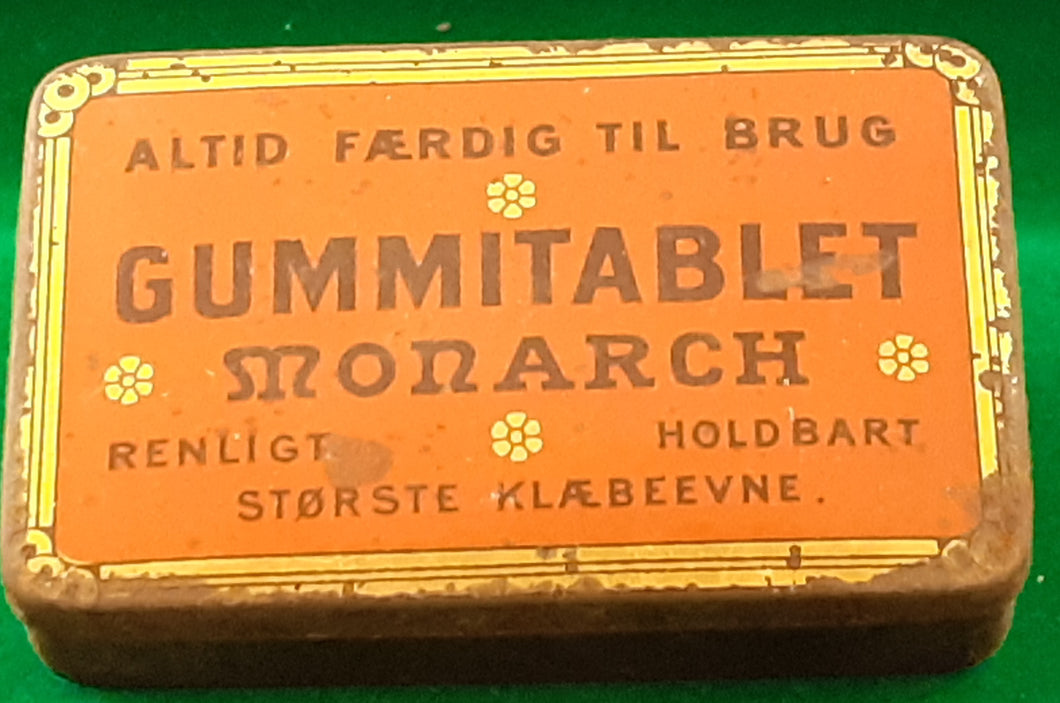 ALTID FÆRDIG TIL BRUG
GUMMITABLET
MONARCH
RENLIGT HOLDBART
STØRSTE KLÆBEEVNE.